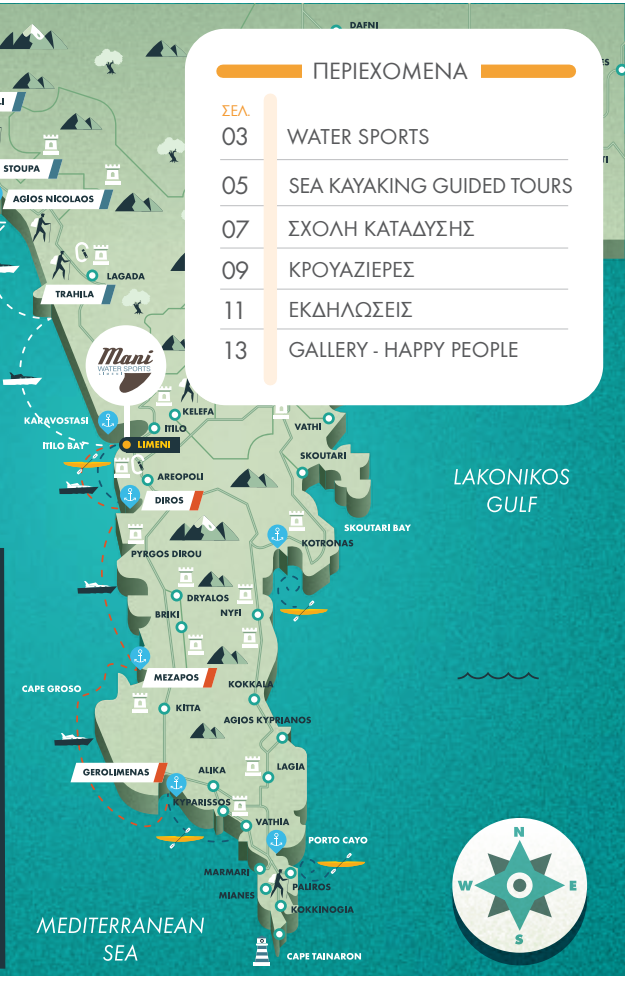 DAFNI
ΠΕΡΙΕΧΟΜΕΝΑ
ΣΕΛ.
03 WATER SPORTS
05 SEA KAYAKING GUIDED TOURS
07 ΣΧΟΛΗ ΚΑΤΑΔΥΣΗΣ
09 ΚΡΟΥΑΖΙΕΡΕΣ
11 ΕΚΔΗΛΩΣΕΙΣ
13 GALLERY - HAPPY PEOPLE
STOUPA
AGIOS NICOLAOS
LAGADA
TRAHILA
Mani
WATER SPORTS
KELEFA
KARAVOSTASI
ITILO
VATHI
ITILO BAY
LIMENI
SKOUTARI
LAKONIKOS
GULF
AREOPOLI
DIROS
SKOUTARI BAY
KOTRONAS
PYRGOS DIROU
DRYALOS
BRIKI
NYFI
MEZAPOS
KOKKALA
CAPE GROSO
KITTA
AGIOS KYPRIANOS
GEROLIMENAS
ALIKA
LAGIA
KYPARISSOS
VATHIA
PORTO CAYO
MARMARI
PALIROS
MIANES
KOKKINOGIA
MEDITERRANEAN
SEA
CAPE TAINARON
N
W
E
S